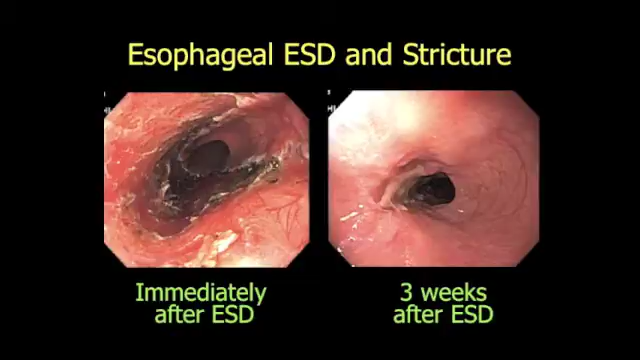 Esophageal ESD and Stricture
Immediately
after ESD
3 weeks
after ESD